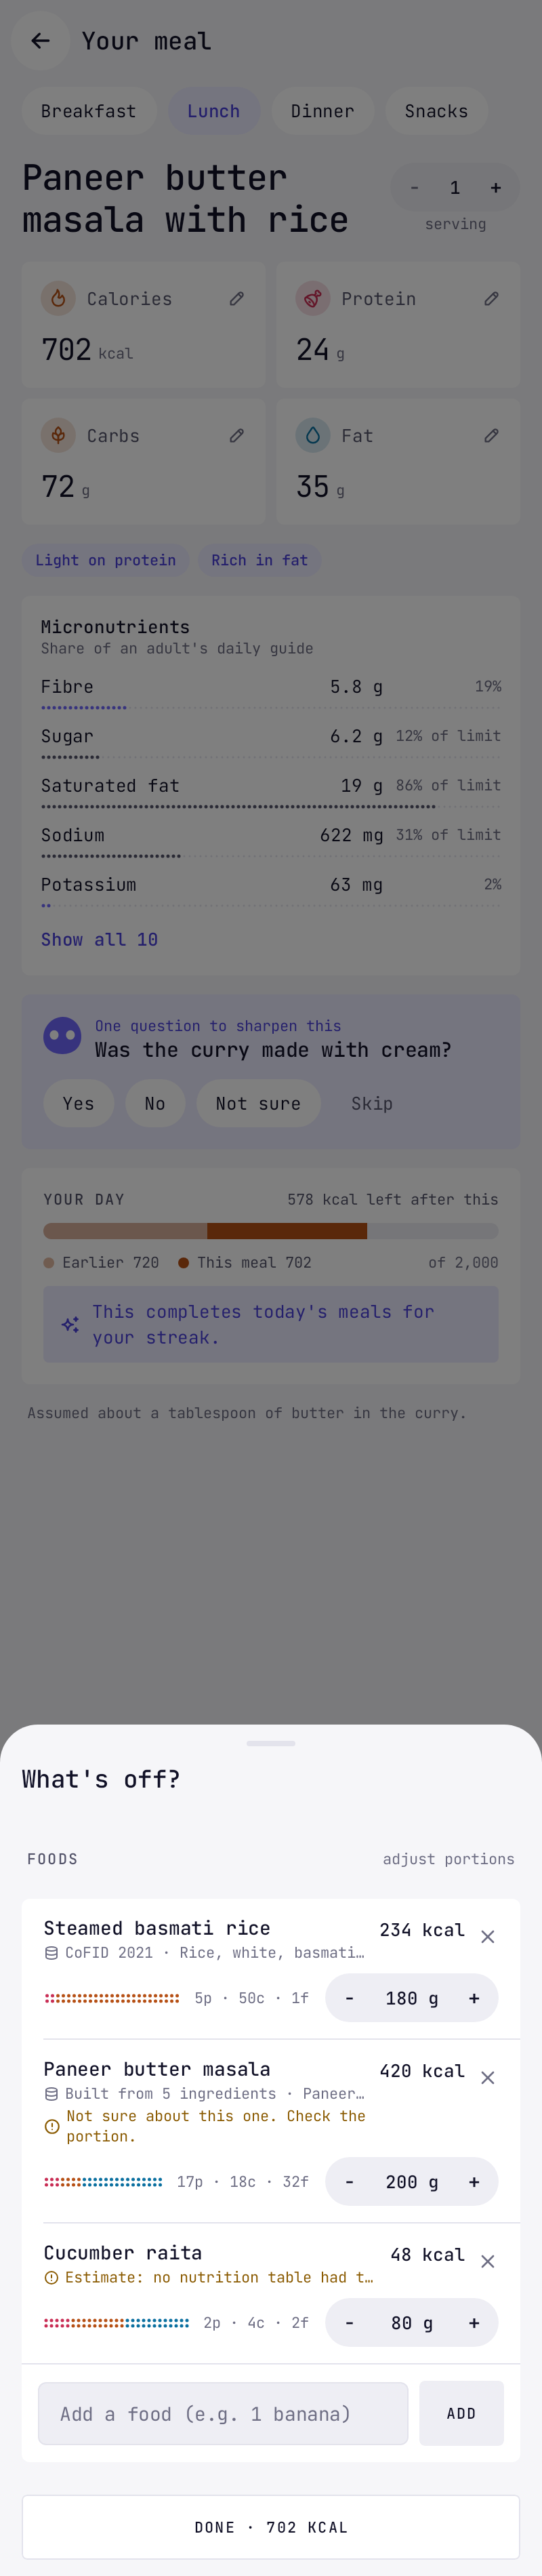 Your meal
Breakfast Lunch Dinner Snacks
Paneer butter
masala with rice
- 1 +
serving
Calories
702 kcal
Protein
24 g
Carbs
72 g
Fat
35 g
Light on protein Rich in fat
Micronutrients
Share of an adult's daily guide
Fibre 5.8 g 19%
Sugar 6.2 g 12% of limit
Saturated fat 19 g 86% of limit
Sodium 622 mg 31% of limit
Potassium 63 mg 2%
Show all 10
One question to sharpen this
Was the curry made with cream?
Yes No Not sure Skip
YOUR DAY 578 kcal left after this
Earlier 720 This meal 702 of 2,000
This completes today's meals for
your streak.
Assumed about a tablespoon of butter in the curry.
What's off?
FOODS adjust portions
Steamed basmati rice 234 kcal
CoFID 2021 · Rice, white, basmati…
5p · 50c · 1f - 180 g +
Paneer butter masala 420 kcal
Built from 5 ingredients · Paneer…
Not sure about this one. Check the
portion.
17p · 18c · 32f - 200 g +
Cucumber raita 48 kcal
Estimate: no nutrition table had t…
2p · 4c · 2f - 80 g +
Add a food (e.g. 1 banana) ADD
DONE · 702 KCAL